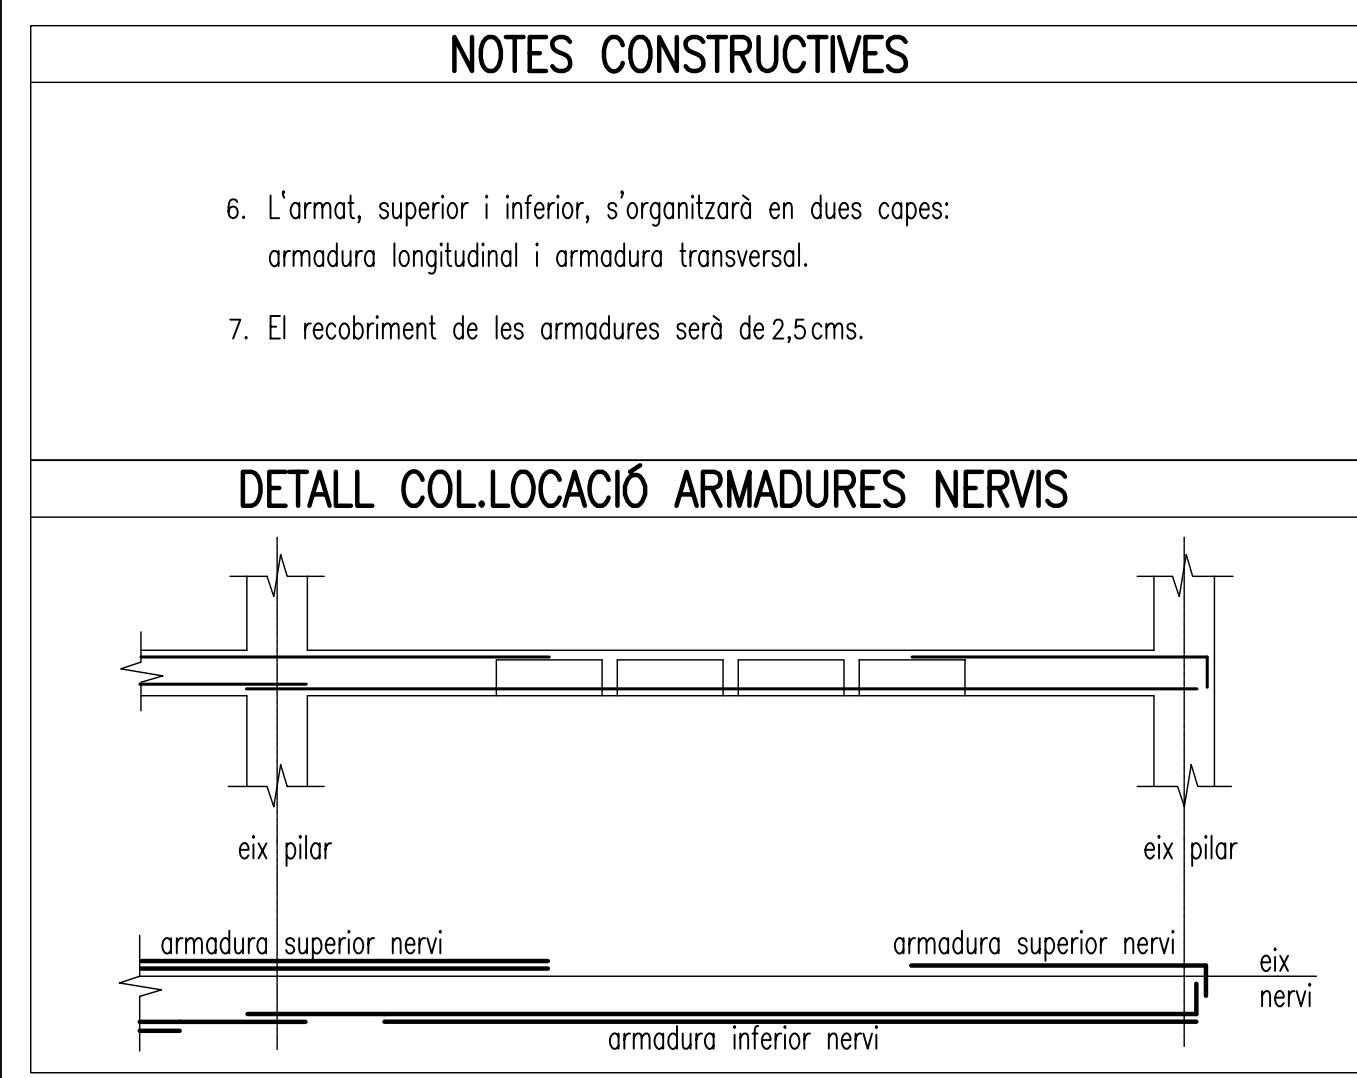 NOTES CONSTRUCTIVES
6. L'armat, superior i inferior, s'organitzarà en dues capes:
armadura longitudinal i armadura transversal.
7. El recobriment de les armadures serà de 2,5 cms.
DETALL COL.LOCACIÓ ARMADURES NERVIS
eix pilar
eix pilar
armadura superior nervi
armadura superior nervi
eix
nervi
armadura inferior nervi